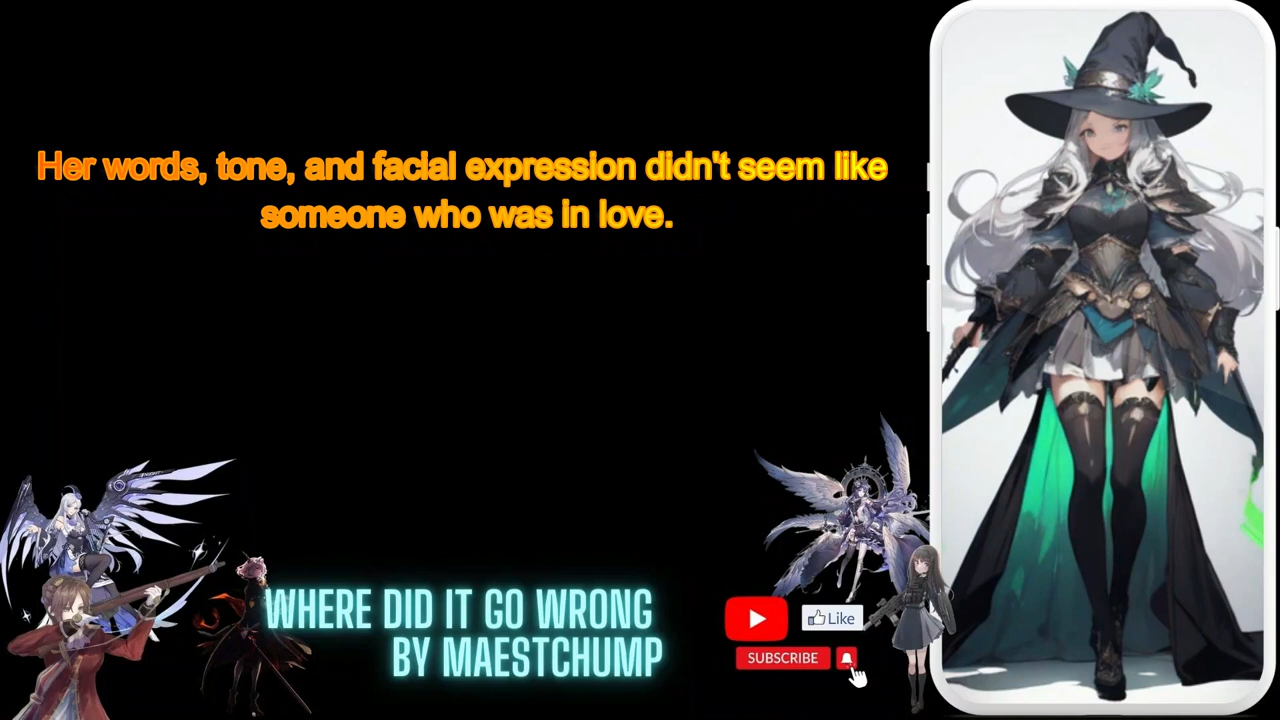 Her words, tone, and facial expression didn't seem like
someone who was in love.
WHERE DID IT GO WRONG
BY MAESTCHUMP
Like
SUBSCRIBE